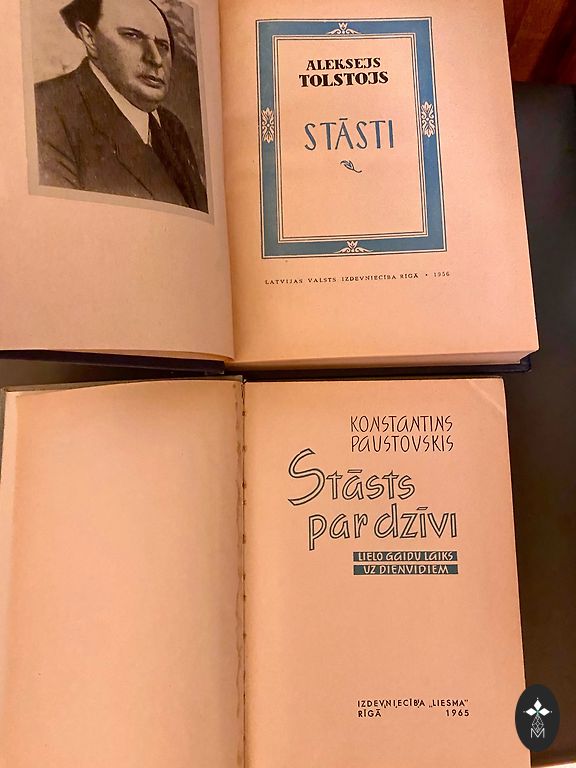 ALEKSEJS
TOLSTOJS
STĀSTI
LATVIJAS VALSTS IZDEVNIECĪBA RĪGĀ • 1956
KONSTANTINS
PAUSTOVSKIS
Stāsts
par dzīvi
LIELO GAIDU LAIKS
UZ DIENVIDIEM
IZDEVNIECĪBA „LIESMA"
RĪGĀ 1965
M